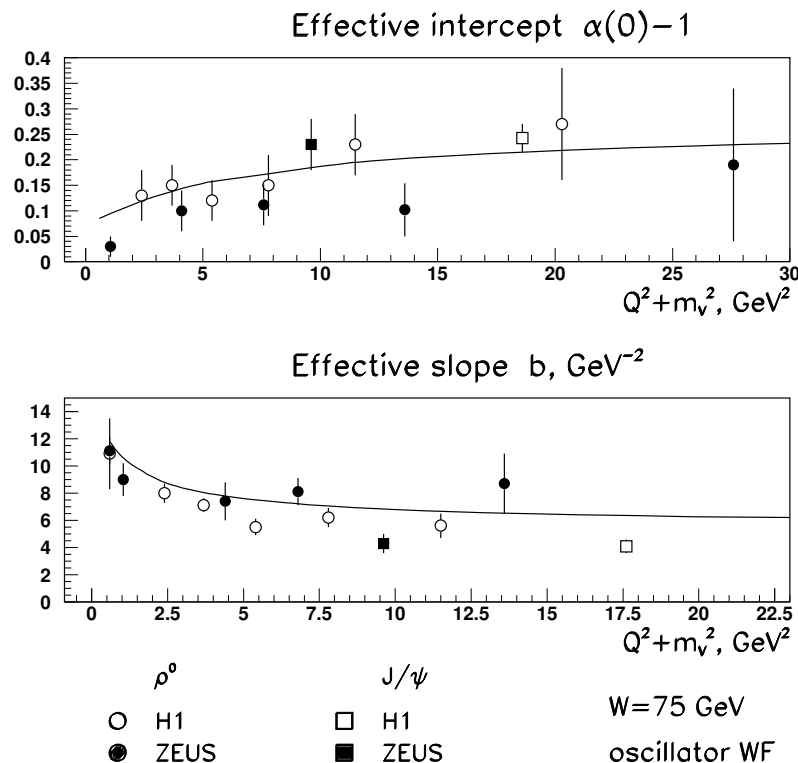 Effective intercept α(0)−1
0.4
0.35
0.3
0.25
0.2
0.15
0.1
0.05
0
0 5 10 15 20 25 30
Q²+mᵥ², GeV²
Effective slope b, GeV⁻²
14
12
10
8
6
4
2
0
0 2.5 5 7.5 10 12.5 15 17.5 20 22.5
Q²+mᵥ², GeV²
ρ⁰ J/ψ
H1 H1 W=75 GeV
ZEUS ZEUS oscillator WF